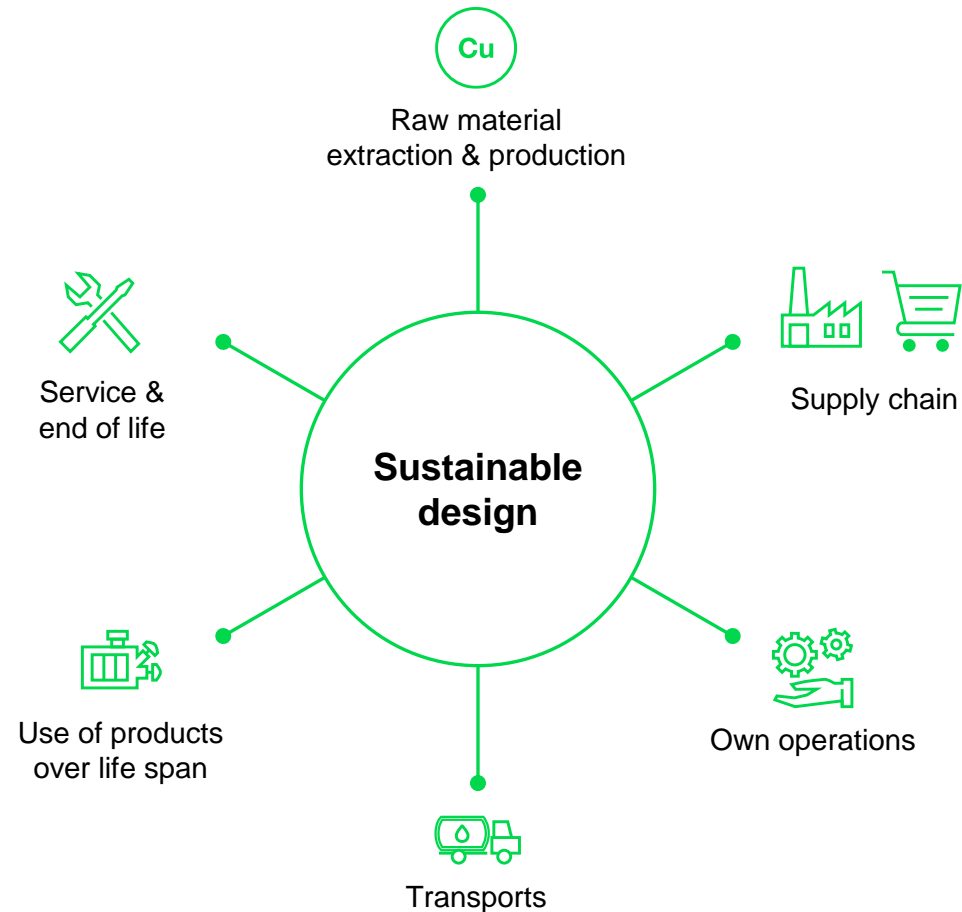 Cu
Raw material
extraction & production
Supply chain
Own operations
Transports
Use of products
over life span
Service &
end of life
Sustainable
design